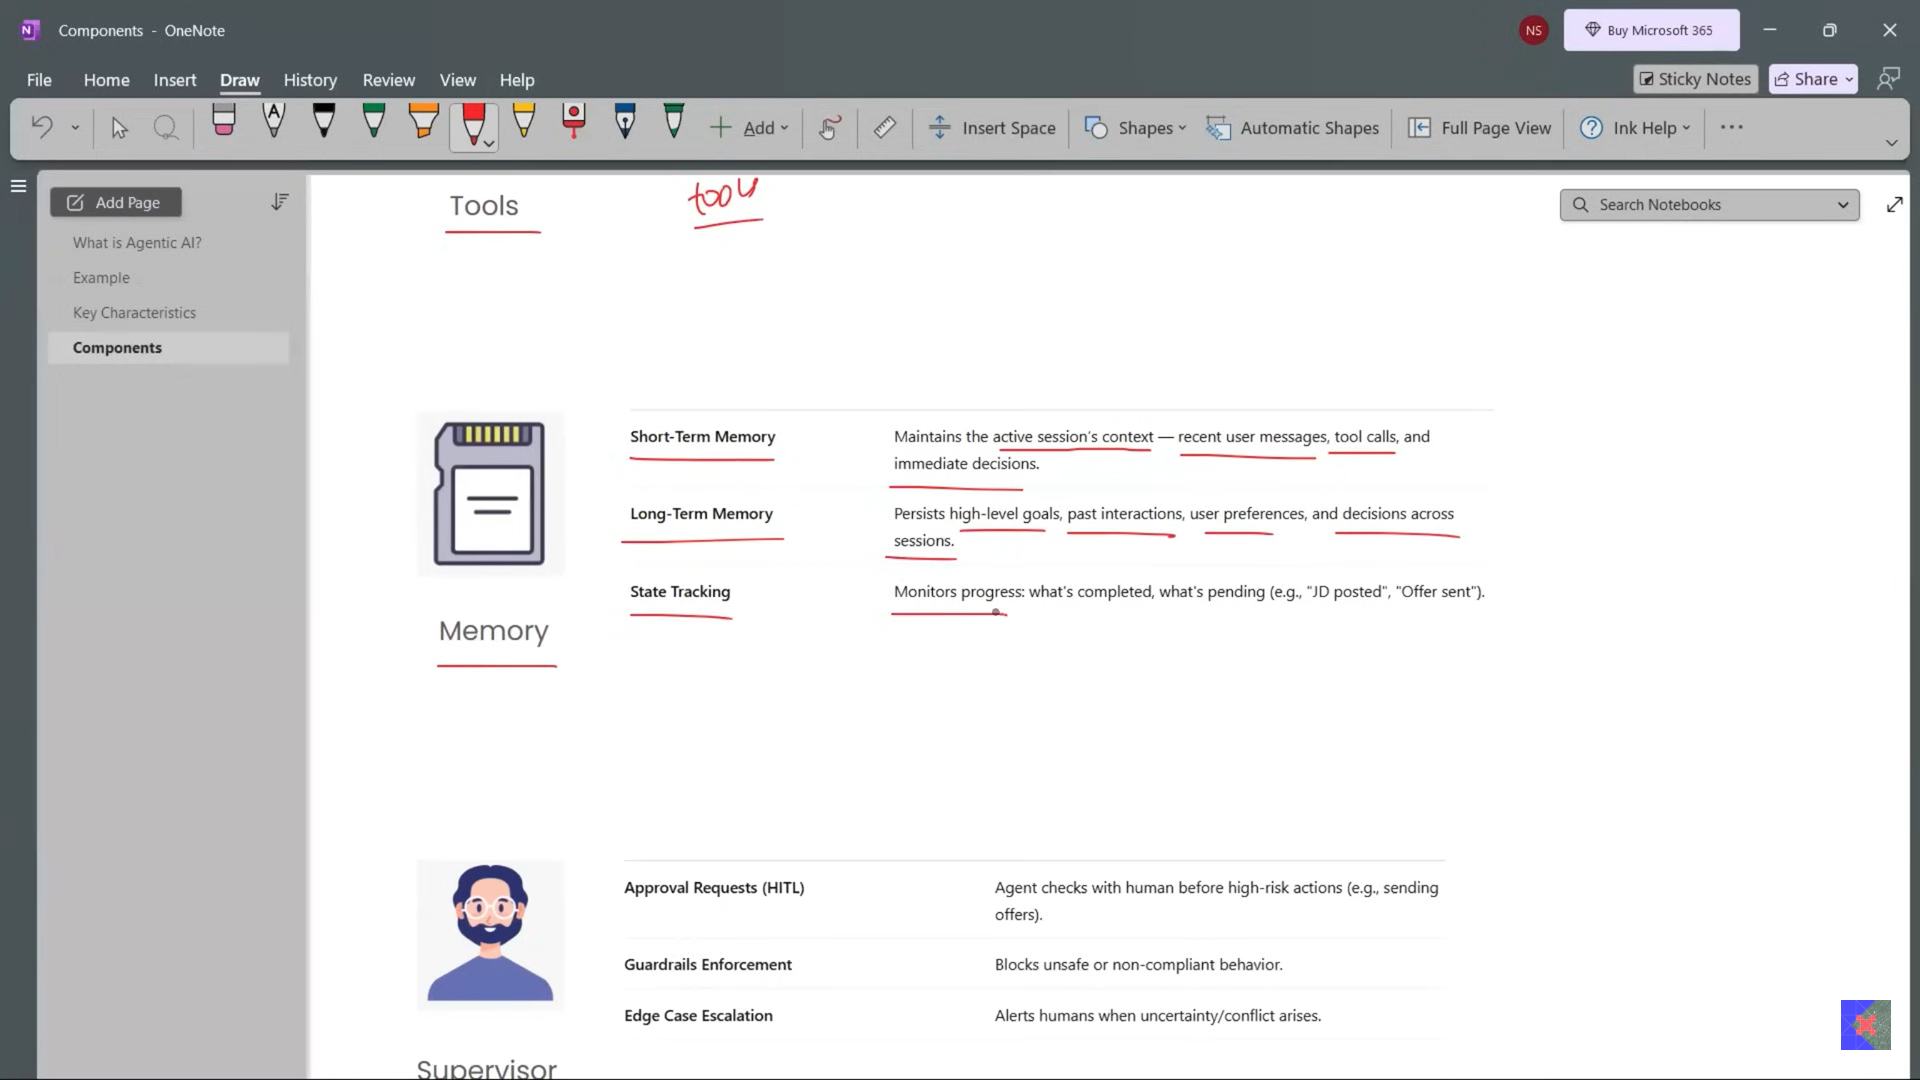 Components - OneNote
NS
Buy Microsoft 365
File Home Insert Draw History Review View Help
Sticky Notes
Share
A
Add
Insert Space
Shapes
Automatic Shapes
Full Page View
Ink Help
Add Page
What is Agentic AI?
Example
Key Characteristics
Components
Search Notebooks
Tools
tools
Short-Term Memory
Maintains the active session's context — recent user messages, tool calls, and
immediate decisions.
Long-Term Memory
Persists high-level goals, past interactions, user preferences, and decisions across
sessions.
State Tracking
Monitors progress: what's completed, what's pending (e.g., "JD posted", "Offer sent").
Memory
Approval Requests (HITL)
Agent checks with human before high-risk actions (e.g., sending
offers).
Guardrails Enforcement
Blocks unsafe or non-compliant behavior.
Edge Case Escalation
Alerts humans when uncertainty/conflict arises.
Supervisor